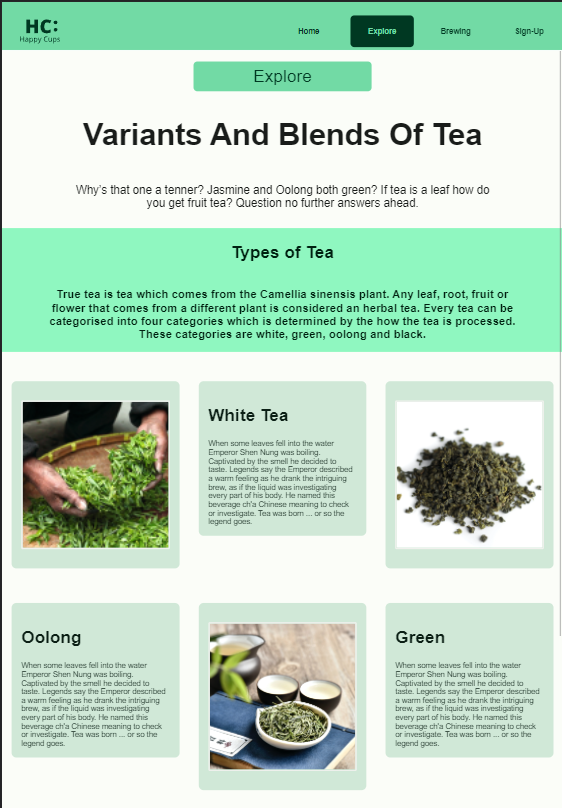 HC:
Happy Cups
Home
Explore
Brewing
Sign-Up
Explore
Variants And Blends Of Tea
Why's that one a tenner? Jasmine and Oolong both green? If tea is a leaf how do
you get fruit tea? Question no further answers ahead.
Types of Tea
True tea is tea which comes from the Camellia sinensis plant. Any leaf, root, fruit or
flower that comes from a different plant is considered an herbal tea. Every tea can be
categorised into four categories which is determined by the how the tea is processed.
These categories are white, green, oolong and black.
White Tea
When some leaves fell into the water
Emperor Shen Nung was boiling.
Captivated by the smell he decided to
taste. Legends say the Emperor described
a warm feeling as he drank the intriguing
brew, as if the liquid was investigating
every part of his body. He named this
beverage ch'a Chinese meaning to check
or investigate. Tea was born ... or so the
legend goes.
Oolong
When some leaves fell into the water
Emperor Shen Nung was boiling.
Captivated by the smell he decided to
taste. Legends say the Emperor described
a warm feeling as he drank the intriguing
brew, as if the liquid was investigating
every part of his body. He named this
beverage ch'a Chinese meaning to check
or investigate. Tea was born ... or so the
legend goes.
Green
When some leaves fell into the water
Emperor Shen Nung was boiling.
Captivated by the smell he decided to
taste. Legends say the Emperor described
a warm feeling as he drank the intriguing
brew, as if the liquid was investigating
every part of his body. He named this
beverage ch'a Chinese meaning to check
or investigate. Tea was born ... or so the
legend goes.